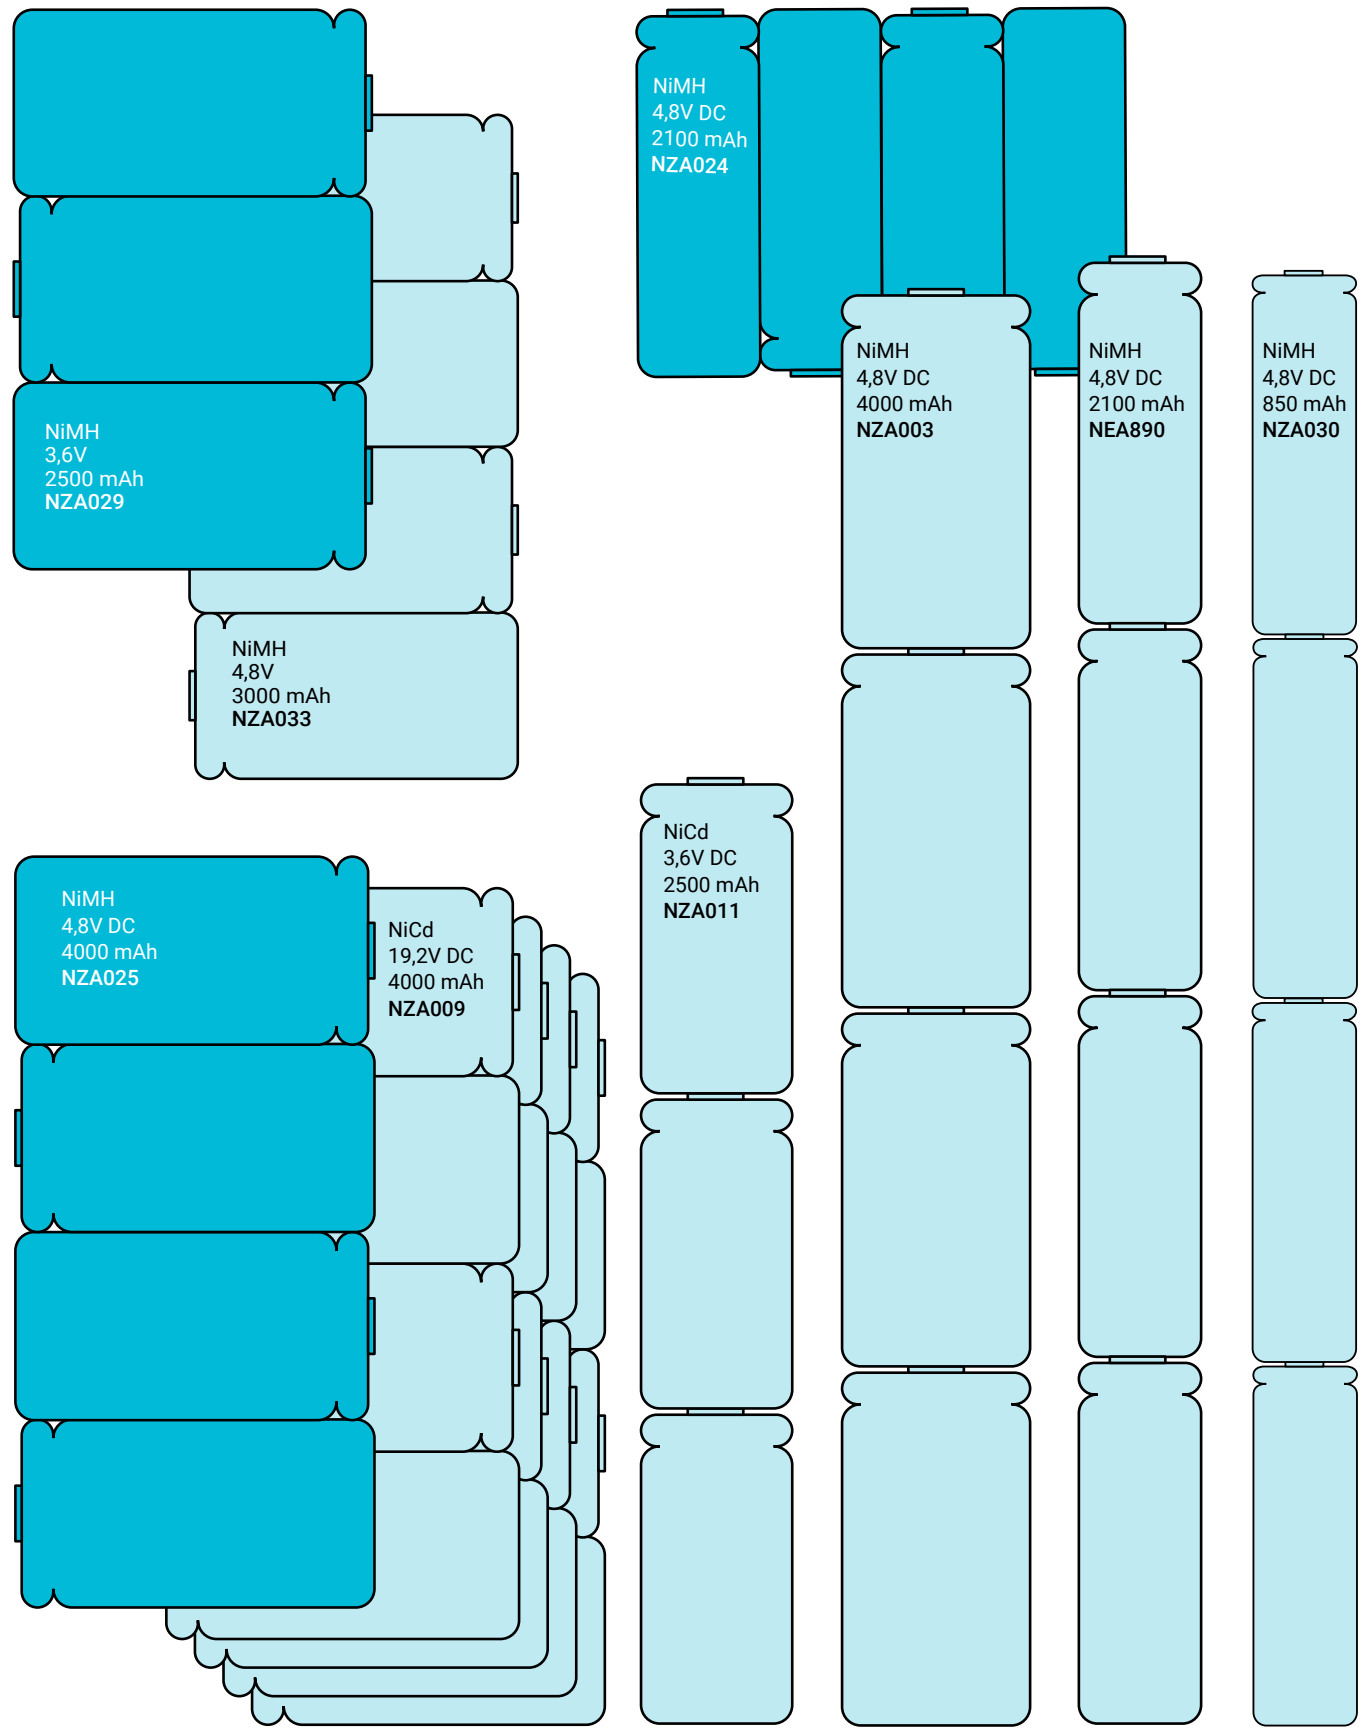 NiMH
4,8V DC
2100 mAh
NZA024
NiMH
4,8V DC
4000 mAh
NZA003
NiMH
4,8V DC
2100 mAh
NEA890
NiMH
4,8V DC
850 mAh
NZA030
NiMH
3,6V
2500 mAh
NZA029
NiMH
4,8V
3000 mAh
NZA033
NiCd
3,6V DC
2500 mAh
NZA011
NiMH
4,8V DC
4000 mAh
NZA025
NiCd
19,2V DC
4000 mAh
NZA009